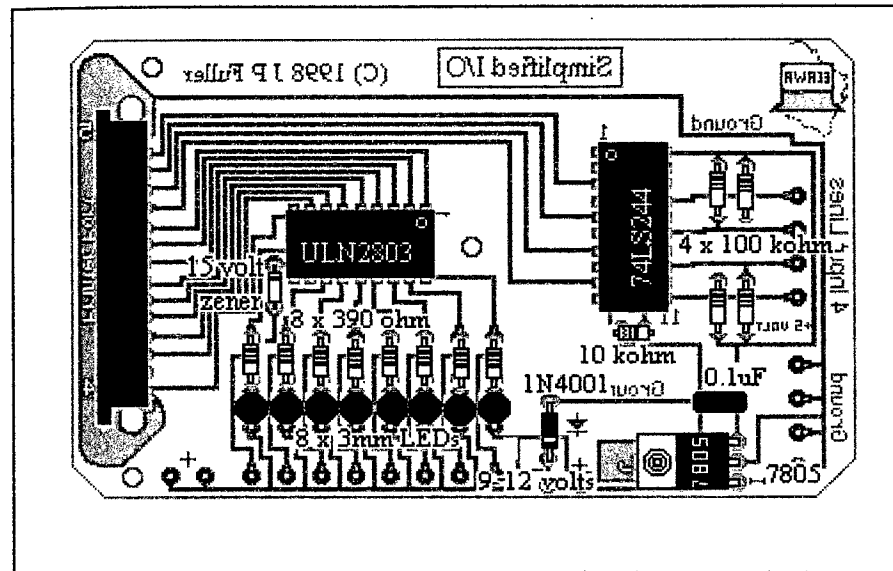 (C) 1998 J P Fuller
Simplified I/O
Ground
1
74LS244
ULN2803
15 volt
zener
8 x 390 ohm
4 x 100 kohm
4 Input Lines
+5 VOLT
11
10 kohm
1N4001
Ground
0.1uF
Ground
8 x 3mm LEDs
+
9-12 volts
+
7805
7805